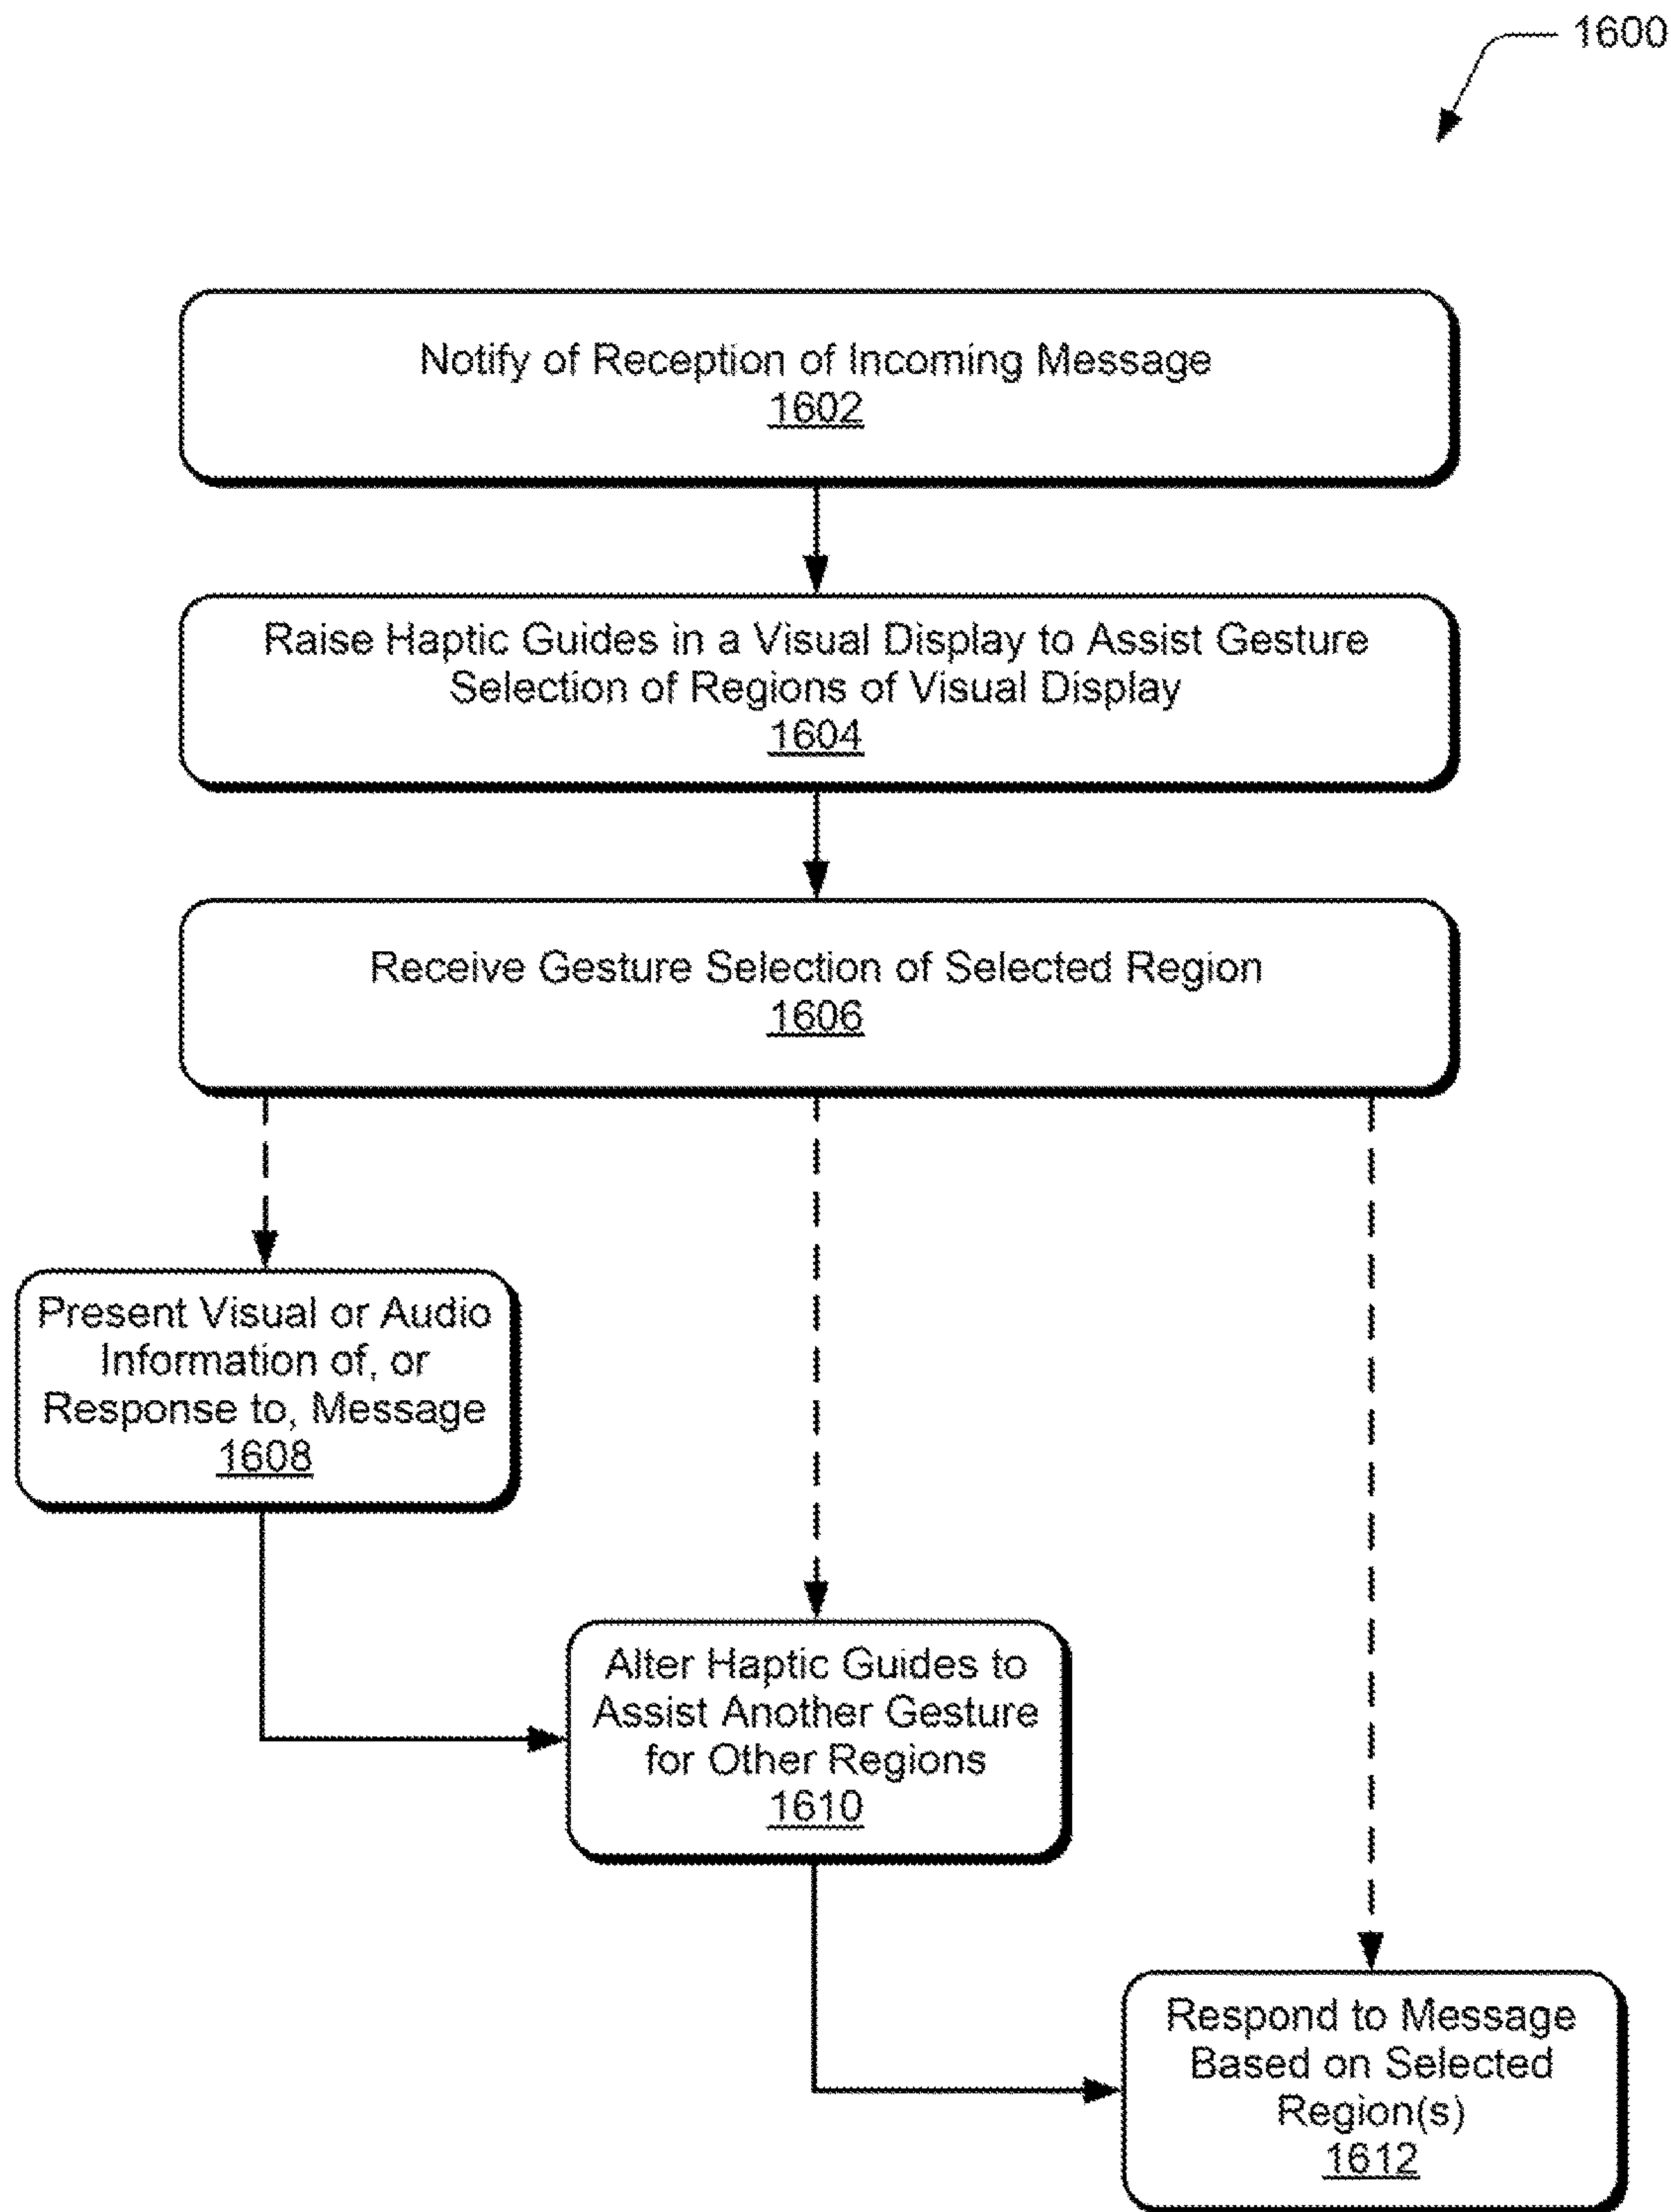 1600
Notify of Reception of Incoming Message
1602
Raise Haptic Guides in a Visual Display to Assist Gesture
Selection of Regions of Visual Display
1604
Receive Gesture Selection of Selected Region
1606
Present Visual or Audio
Information of, or
Response to, Message
1608
Alter Haptic Guides to
Assist Another Gesture
for Other Regions
1610
Respond to Message
Based on Selected
Region(s)
1612